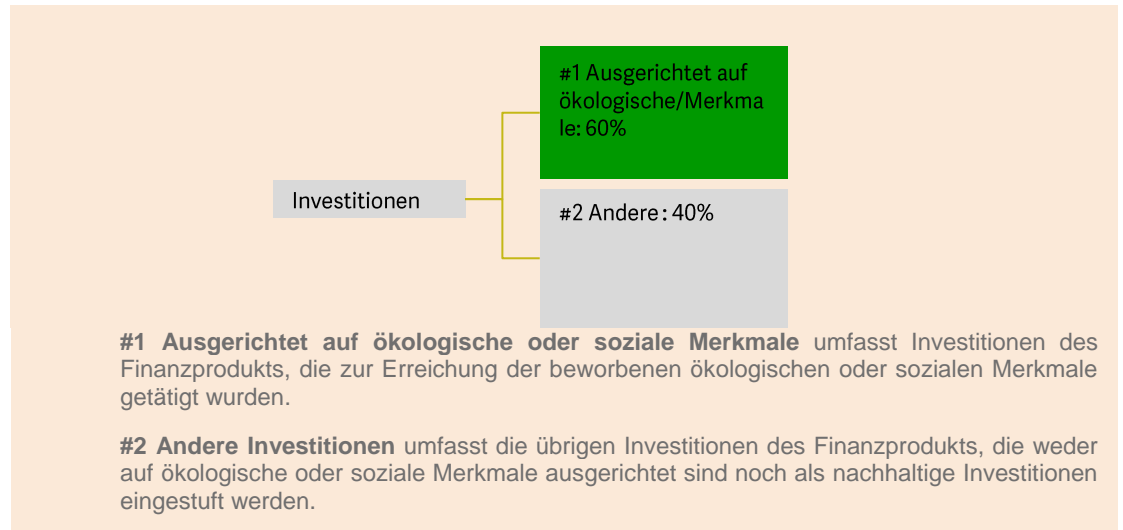 #1 Ausgerichtet auf
ökologische/Merkma
le: 60%
Investitionen
#2 Andere: 40%
#1 Ausgerichtet auf ökologische oder soziale Merkmale umfasst Investitionen des
Finanzprodukts, die zur Erreichung der beworbenen ökologischen oder sozialen Merkmale
getätigt wurden.
#2 Andere Investitionen umfasst die übrigen Investitionen des Finanzprodukts, die weder
auf ökologische oder soziale Merkmale ausgerichtet sind noch als nachhaltige Investitionen
eingestuft werden.